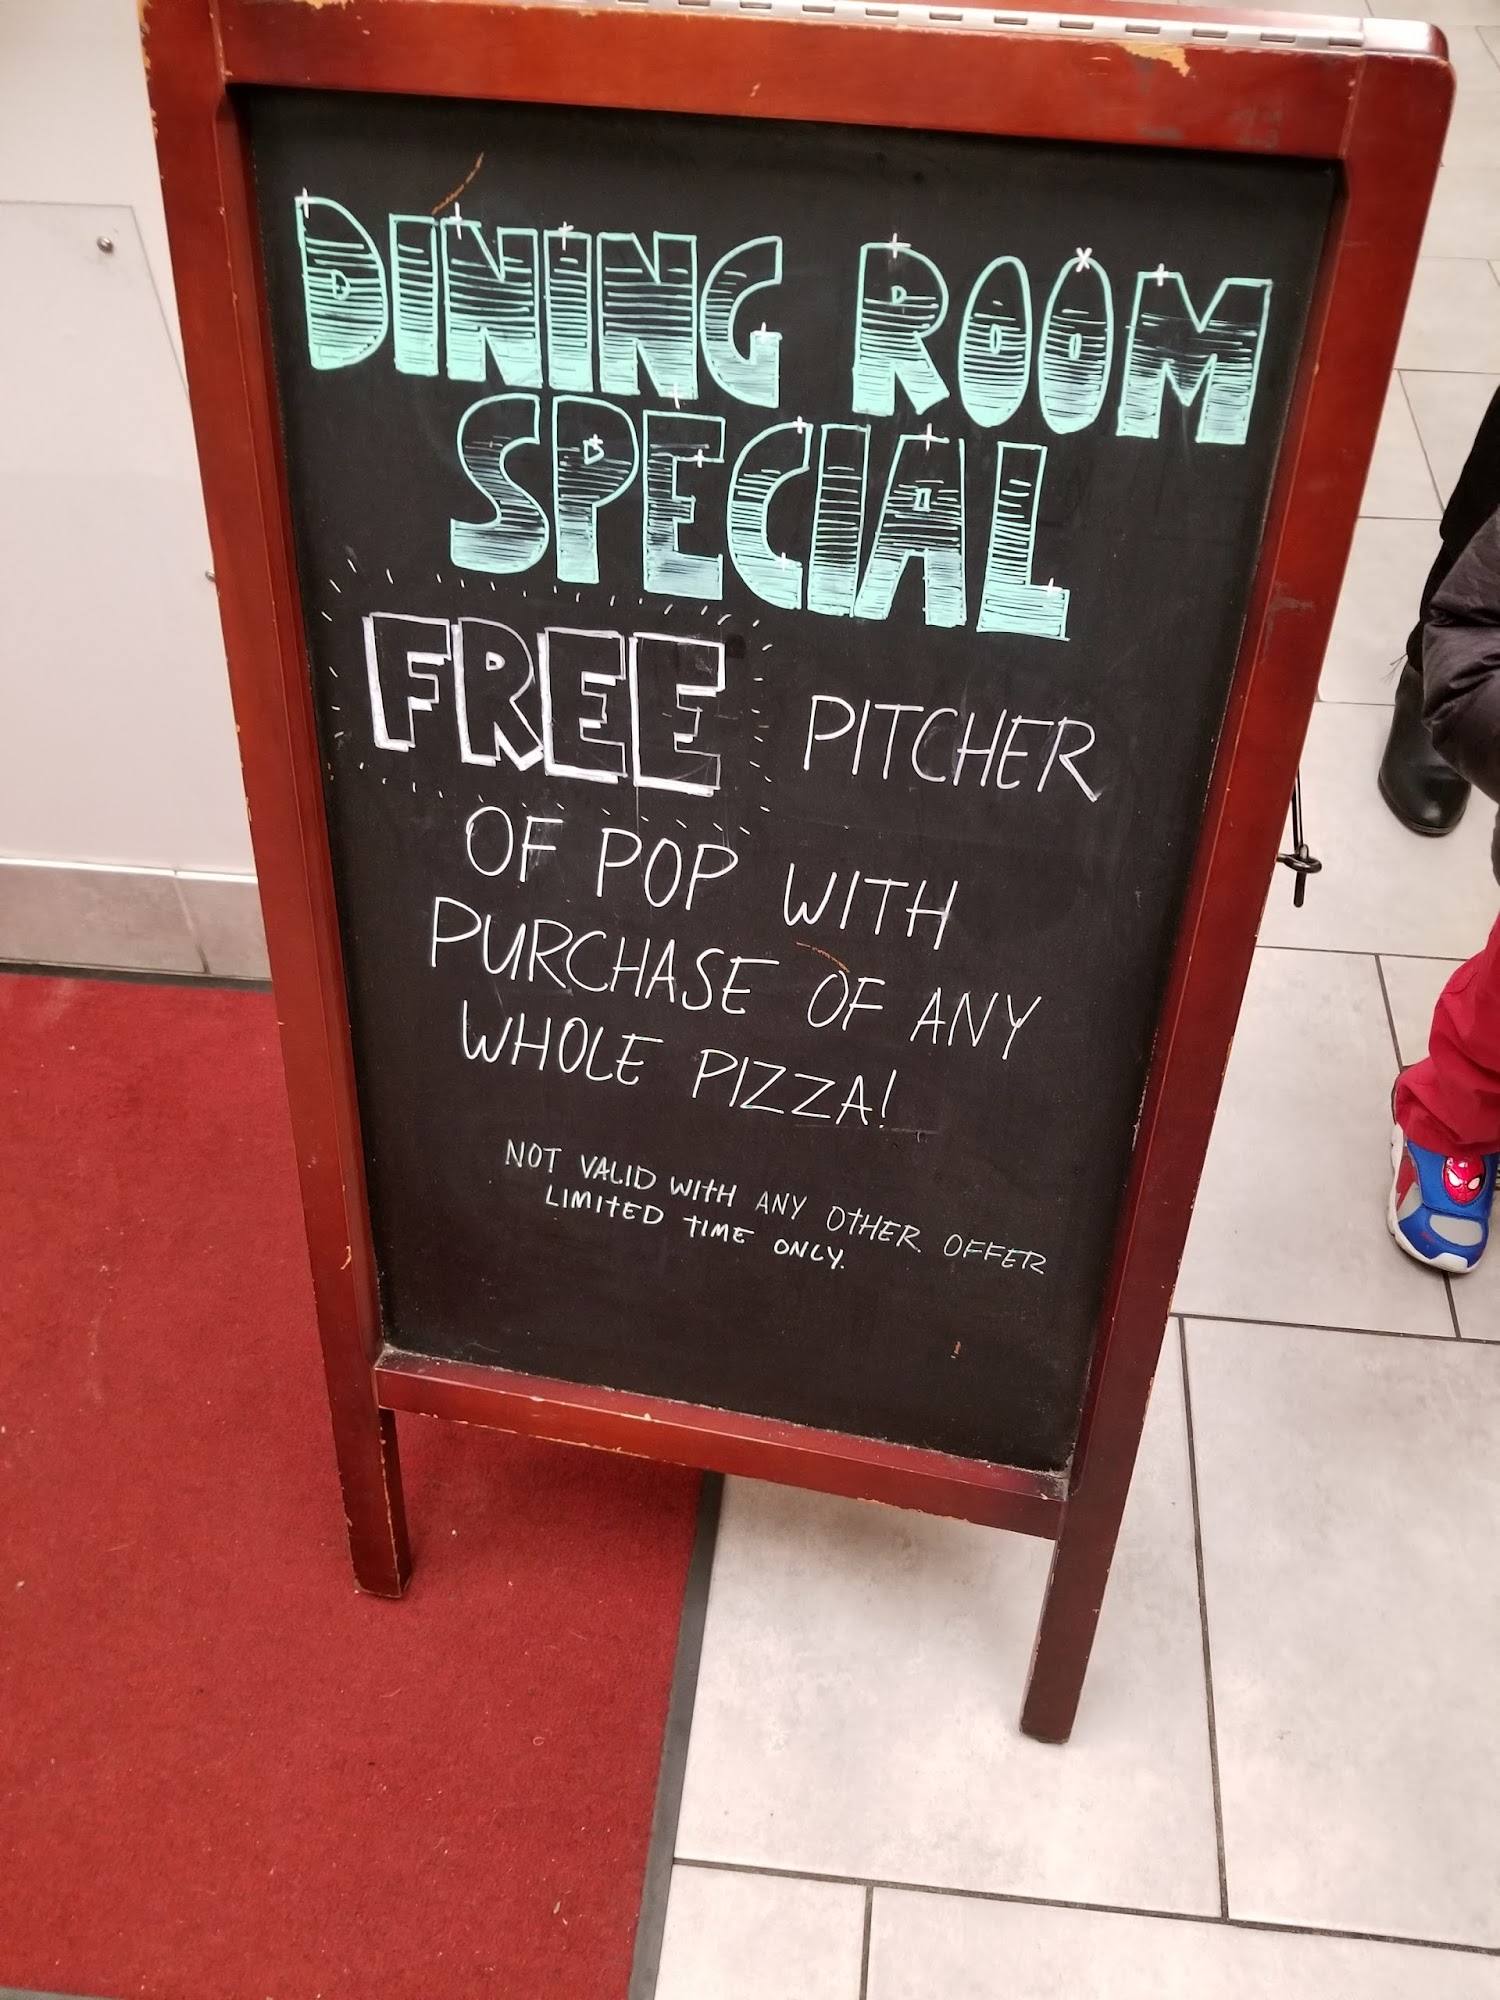 DINING ROOM
SPECIAL
FREE PITCHER
OF POP WITH
PURCHASE OF ANY
WHOLE PIZZA!
NOT VALID WITH ANY OTHER OFFER
LIMITED TIME ONLY.